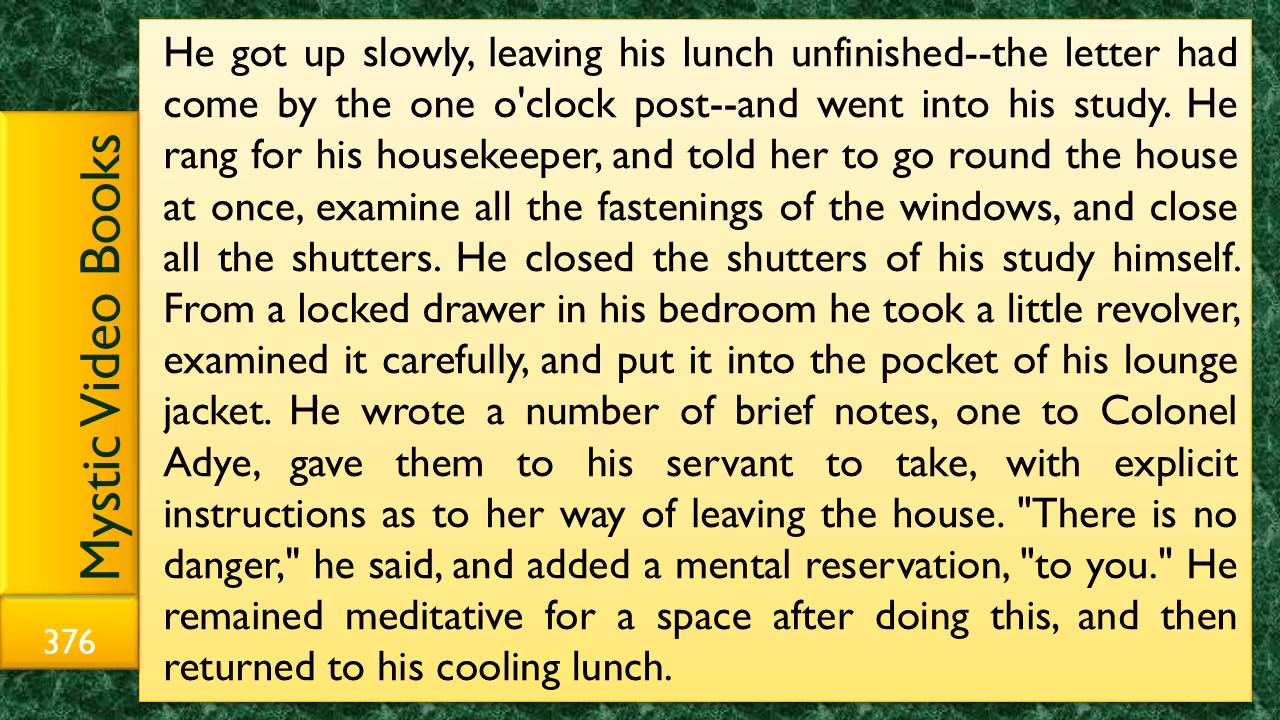 He got up slowly, leaving his lunch unfinished--the letter had
come by the one o'clock post--and went into his study. He
rang for his housekeeper, and told her to go round the house
at once, examine all the fastenings of the windows, and close
all the shutters. He closed the shutters of his study himself.
From a locked drawer in his bedroom he took a little revolver,
examined it carefully, and put it into the pocket of his lounge
jacket. He wrote a number of brief notes, one to Colonel
Adye, gave them to his servant to take, with explicit
instructions as to her way of leaving the house. "There is no
danger," he said, and added a mental reservation, "to you." He
remained meditative for a space after doing this, and then
returned to his cooling lunch.
Mystic Video Books
376